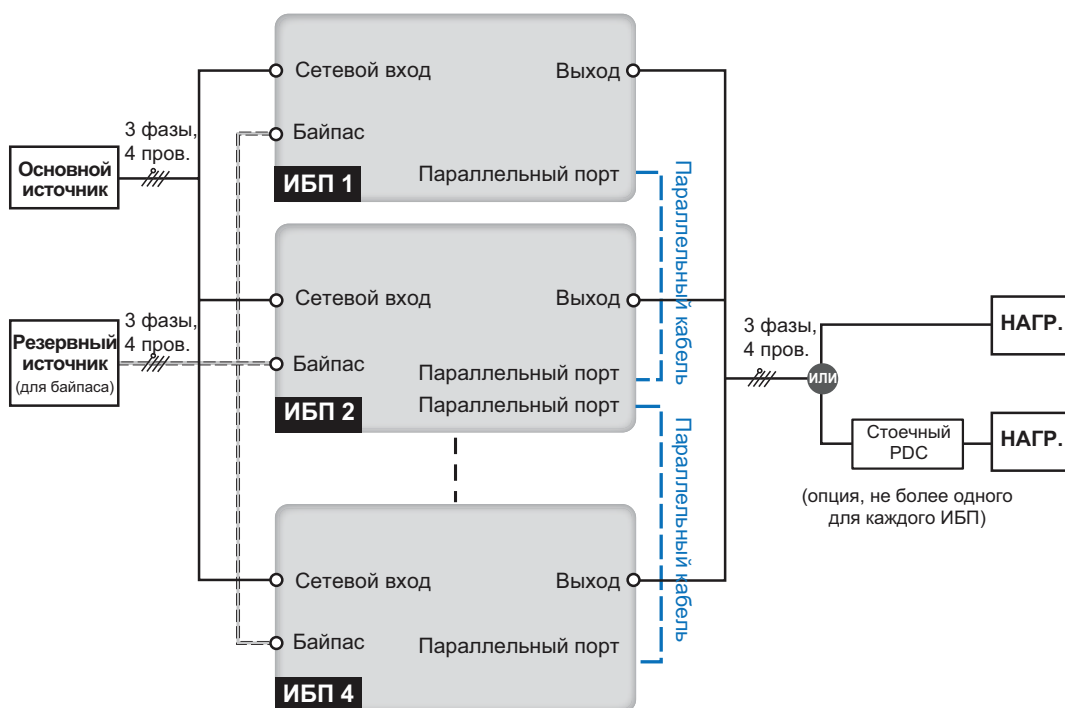 Сетевой вход
Выход
Байпас
Параллельный порт
ИБП 1
3 фазы,
4 пров.
Основной
источник
Параллельный кабель
Сетевой вход
Выход
Байпас
Параллельный порт
Параллельный порт
ИБП 2
3 фазы,
4 пров.
Резервный
источник
(для байпаса)
Параллельный кабель
Сетевой вход
Выход
Байпас
Параллельный порт
ИБП 4
3 фазы,
4 пров.
ИЛИ
НАГР.
Стоечный
PDC
НАГР.
(опция, не более одного
для каждого ИБП)